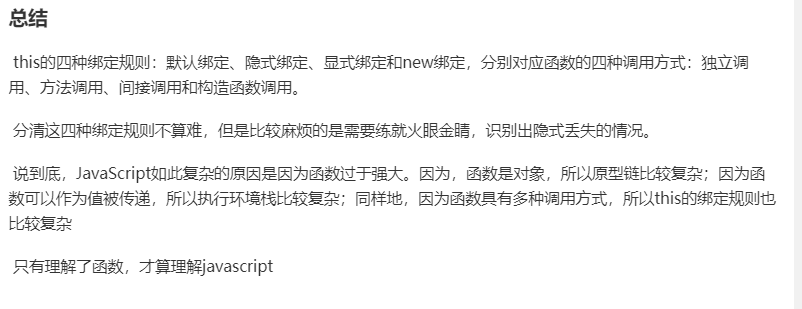 总结
this的四种绑定规则：默认绑定、隐式绑定、显式绑定和new绑定，分别对应函数的四种调用方式：独立调
用、方法调用、间接调用和构造函数调用。
分清这四种绑定规则不算难，但是比较麻烦的是需要练就火眼金睛，识别出隐式丢失的情况。
说到底，JavaScript如此复杂的原因是因为函数过于强大。因为，函数是对象，所以原型链比较复杂；因为函
数可以作为值被传递，所以执行环境栈比较复杂；同样地，因为函数具有多种调用方式，所以this的绑定规则也
比较复杂
只有理解了函数，才算理解javascript